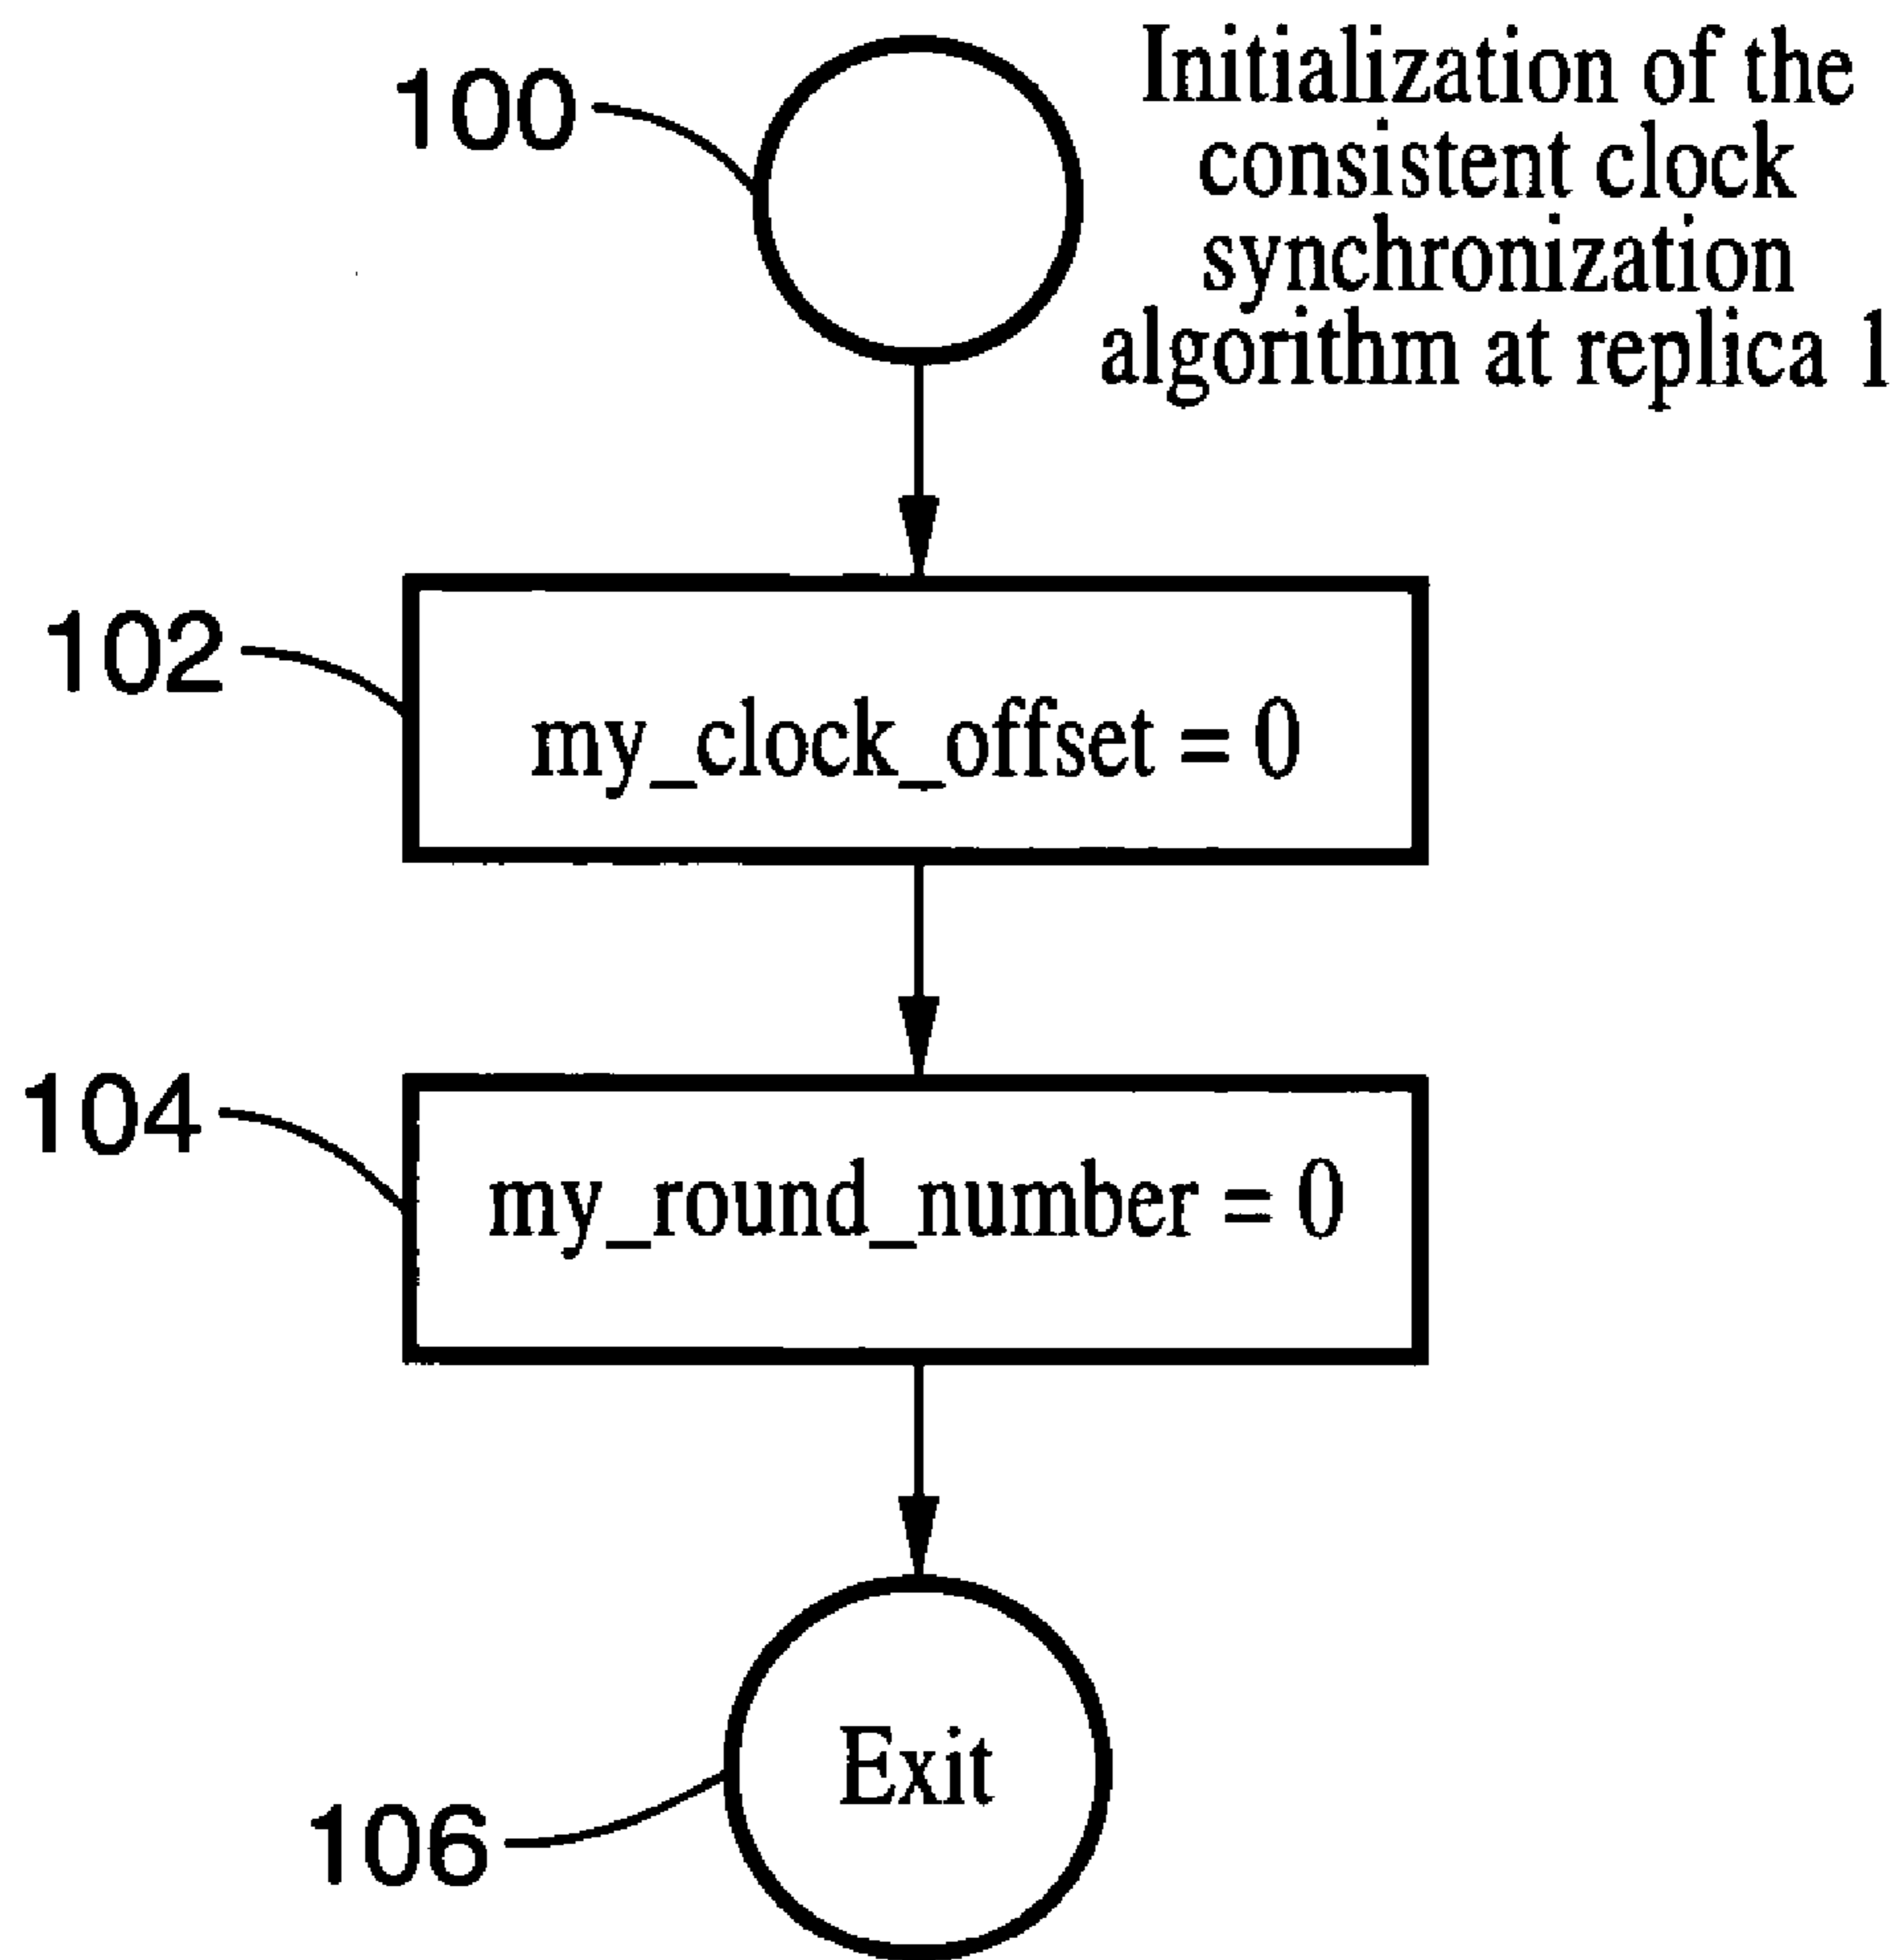 100
Initialization of the
consistent clock
synchronization
algorithm at replica 1
102
my_clock_offset = 0
104
my_round_number = 0
Exit
106